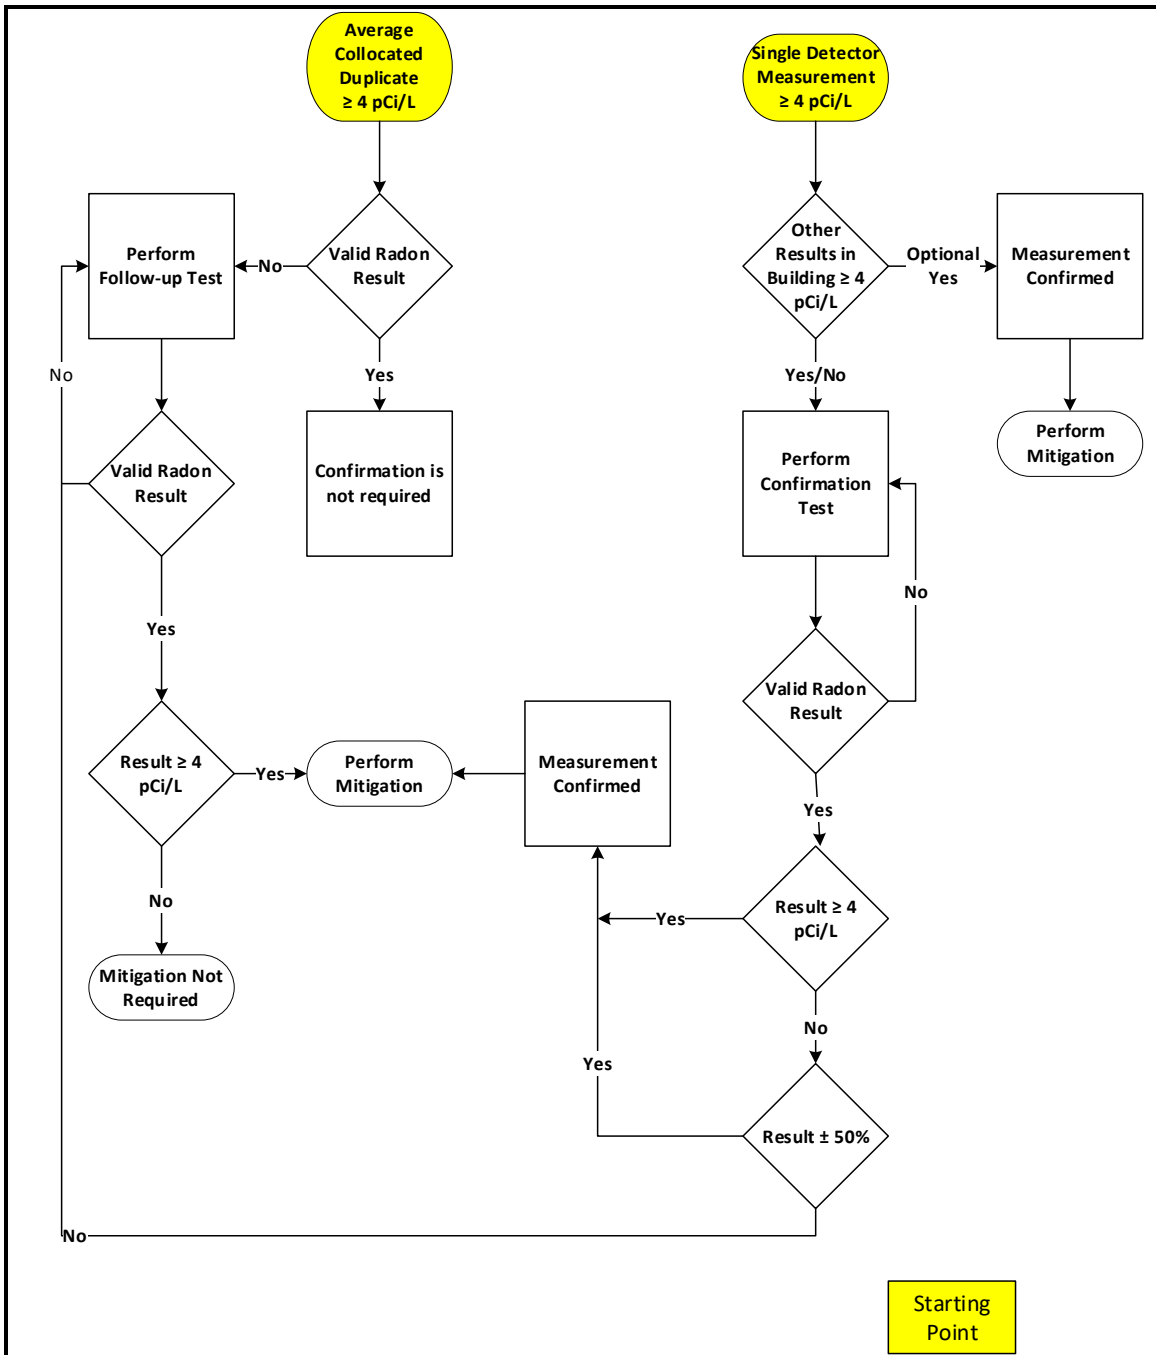 Average
Collocated
Duplicate
≥ 4 pCi/L
Single Detector
Measurement
≥ 4 pCi/L
Perform
Follow-up Test
No
Valid Radon
Result
Other
Results in
Building ≥ 4
pCi/L
Optional
Yes
Measurement
Confirmed
No
Yes
Yes/No
Valid Radon
Result
Confirmation is
not required
Perform
Confirmation
Test
Perform
Mitigation
No
Yes
Valid Radon
Result
Result ≥ 4
pCi/L
Yes
Perform
Mitigation
Measurement
Confirmed
Yes
No
Yes
Result ≥ 4
pCi/L
Mitigation Not
Required
No
Yes
Result ± 50%
No
Starting
Point